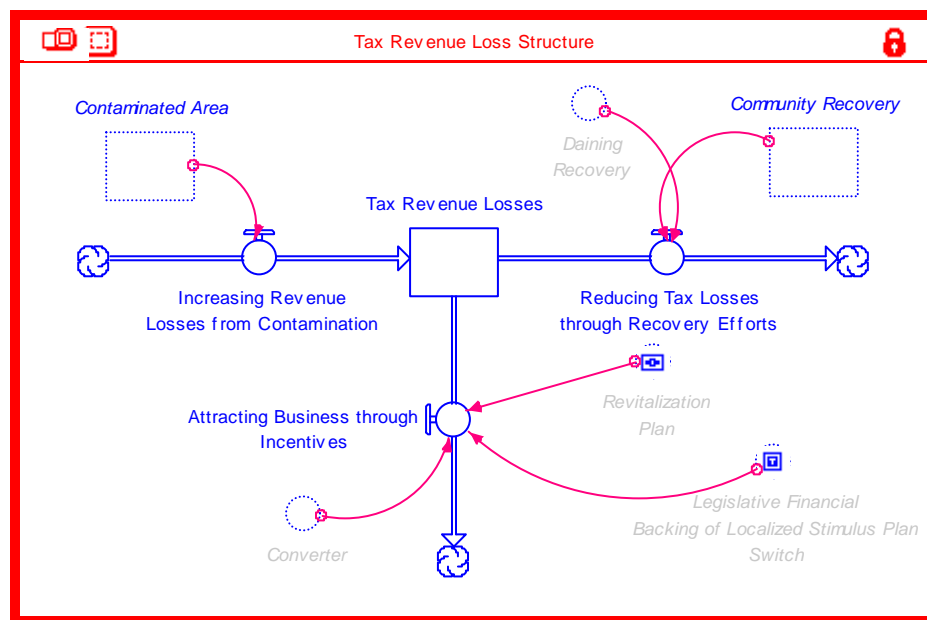 Tax Revenue Loss Structure
Contaminated Area
Community Recovery
Daining
Recovery
Tax Revenue Losses
Increasing Revenue
Losses from Contamination
Reducing Tax Losses
through Recovery Efforts
Revitalization
Plan
Attracting Business through
Incentives
T
Legislative Financial
Backing of Localized Stimulus Plan
Switch
Converter